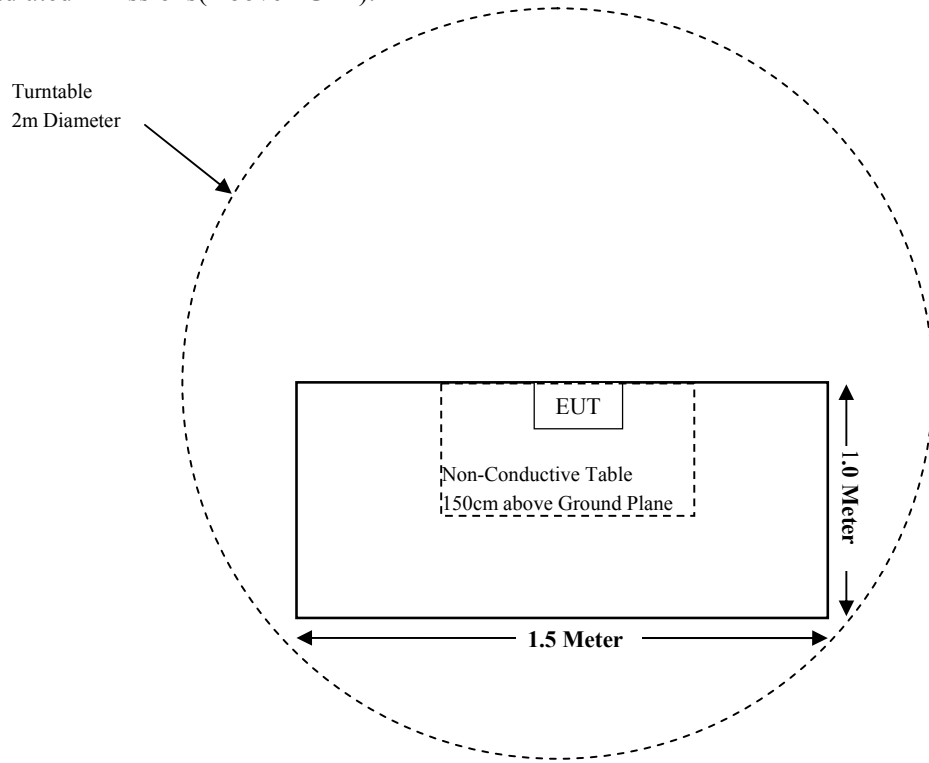 Turntable
2m Diameter
EUT
Non-Conductive Table
150cm above Ground Plane
1.0 Meter
1.5 Meter